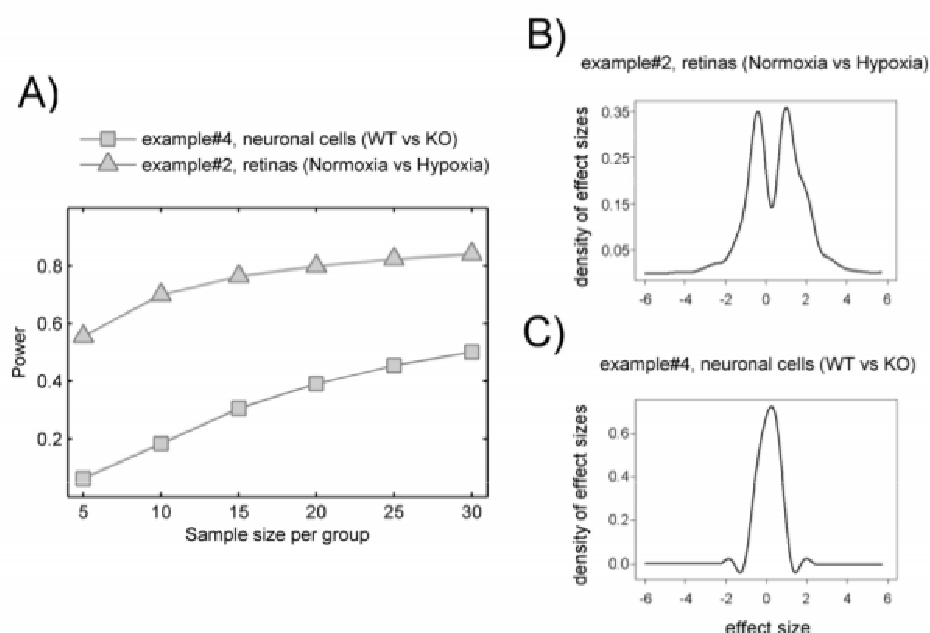 A)
example#4, neuronal cells (WT vs KO)
example#2, retinas (Normoxia vs Hypoxia)
Power
0.8
0.6
0.4
0.2
5 10 15 20 25 30
Sample size per group
B)
example#2, retinas (Normoxia vs Hypoxia)
density of effect sizes
0.35
0.25
0.15
0.05
-6 -4 -2 0 2 4 6
C)
example#4, neuronal cells (WT vs KO)
density of effect sizes
0.6
0.4
0.2
0.0
-6 -4 -2 0 2 4 6
effect size